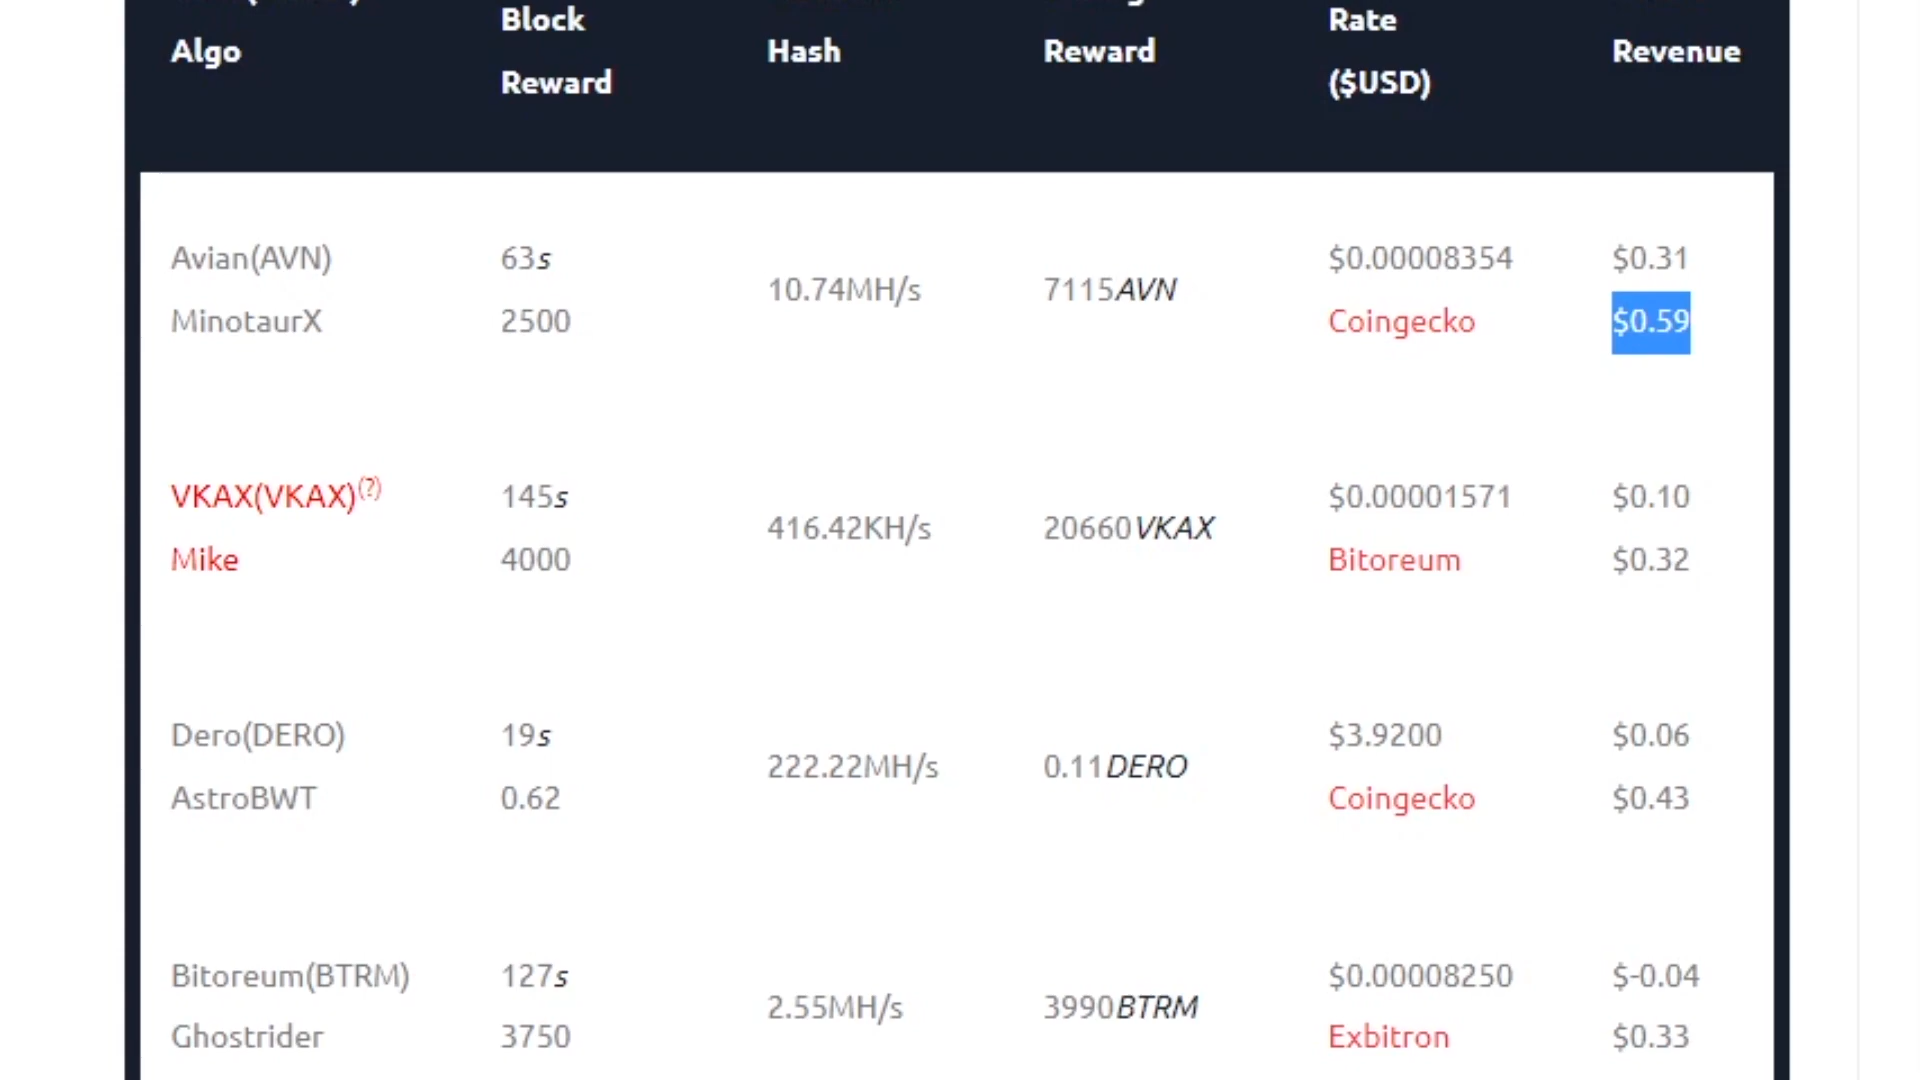 Algo
Block
Reward
Hash
Reward
Rate
($USD)
Revenue
Avian(AVN)
MinotaurX
63s
2500
10.74MH/s
7115AVN
$0.00008354
Coingecko
$0.31
$0.59
VKAX(VKAX)(?)
Mike
145s
4000
416.42KH/s
20660VKAX
$0.00001571
Bitoreum
$0.10
$0.32
Dero(DERO)
AstroBWT
19s
0.62
222.22MH/s
0.11DERO
$3.9200
Coingecko
$0.06
$0.43
Bitoreum(BTRM)
Ghostrider
127s
3750
2.55MH/s
3990BTRM
$0.00008250
Exbitron
$-0.04
$0.33